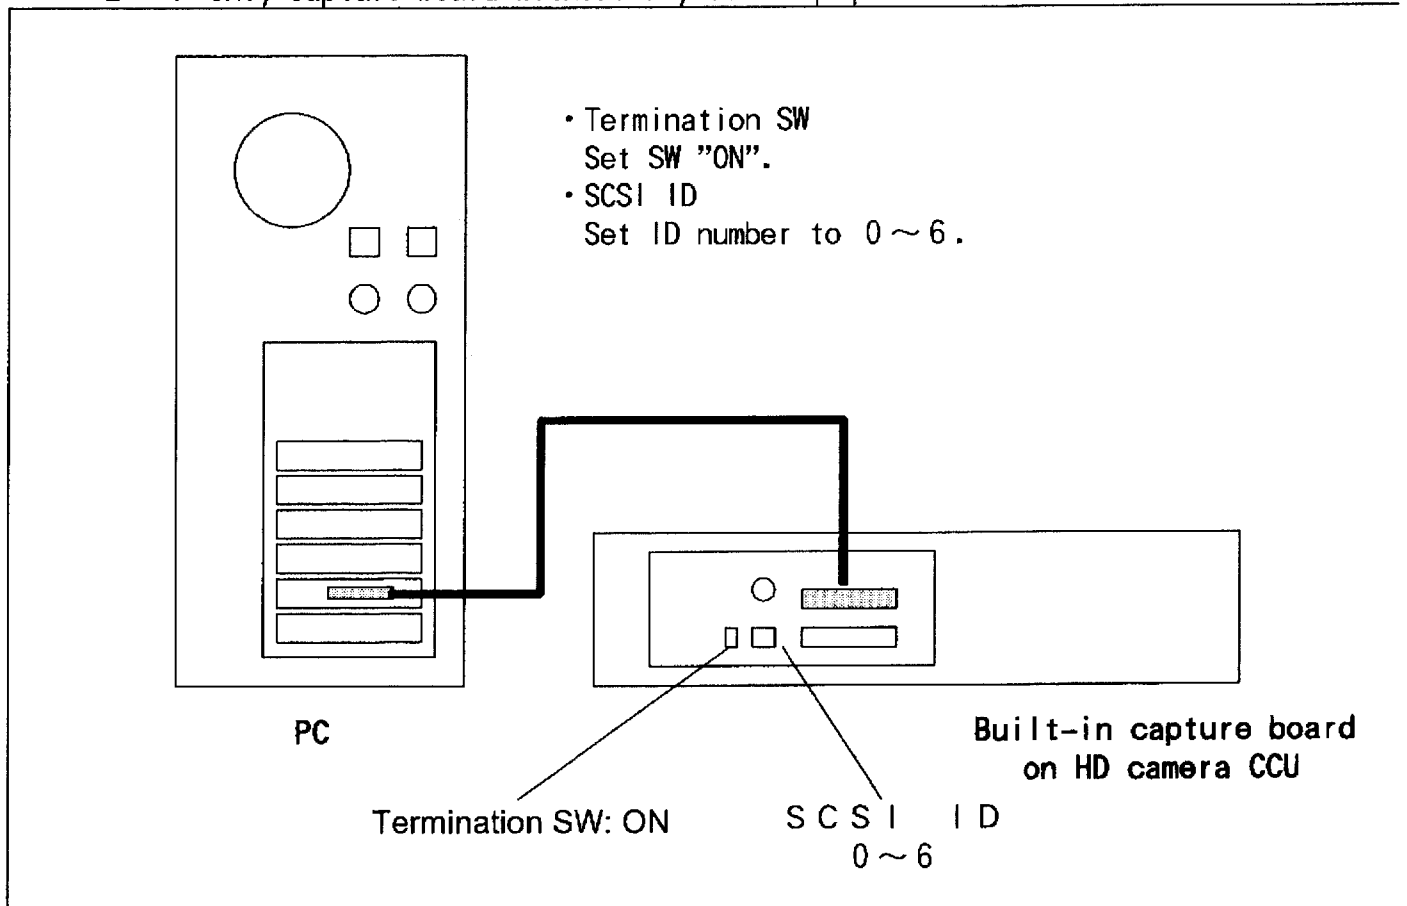 ・Termination SW
Set SW ”ON”.
・SCSI ID
Set ID number to 0～6.
PC
Built-in capture board
on HD camera CCU
Termination SW: ON
SCSI ID
0～6